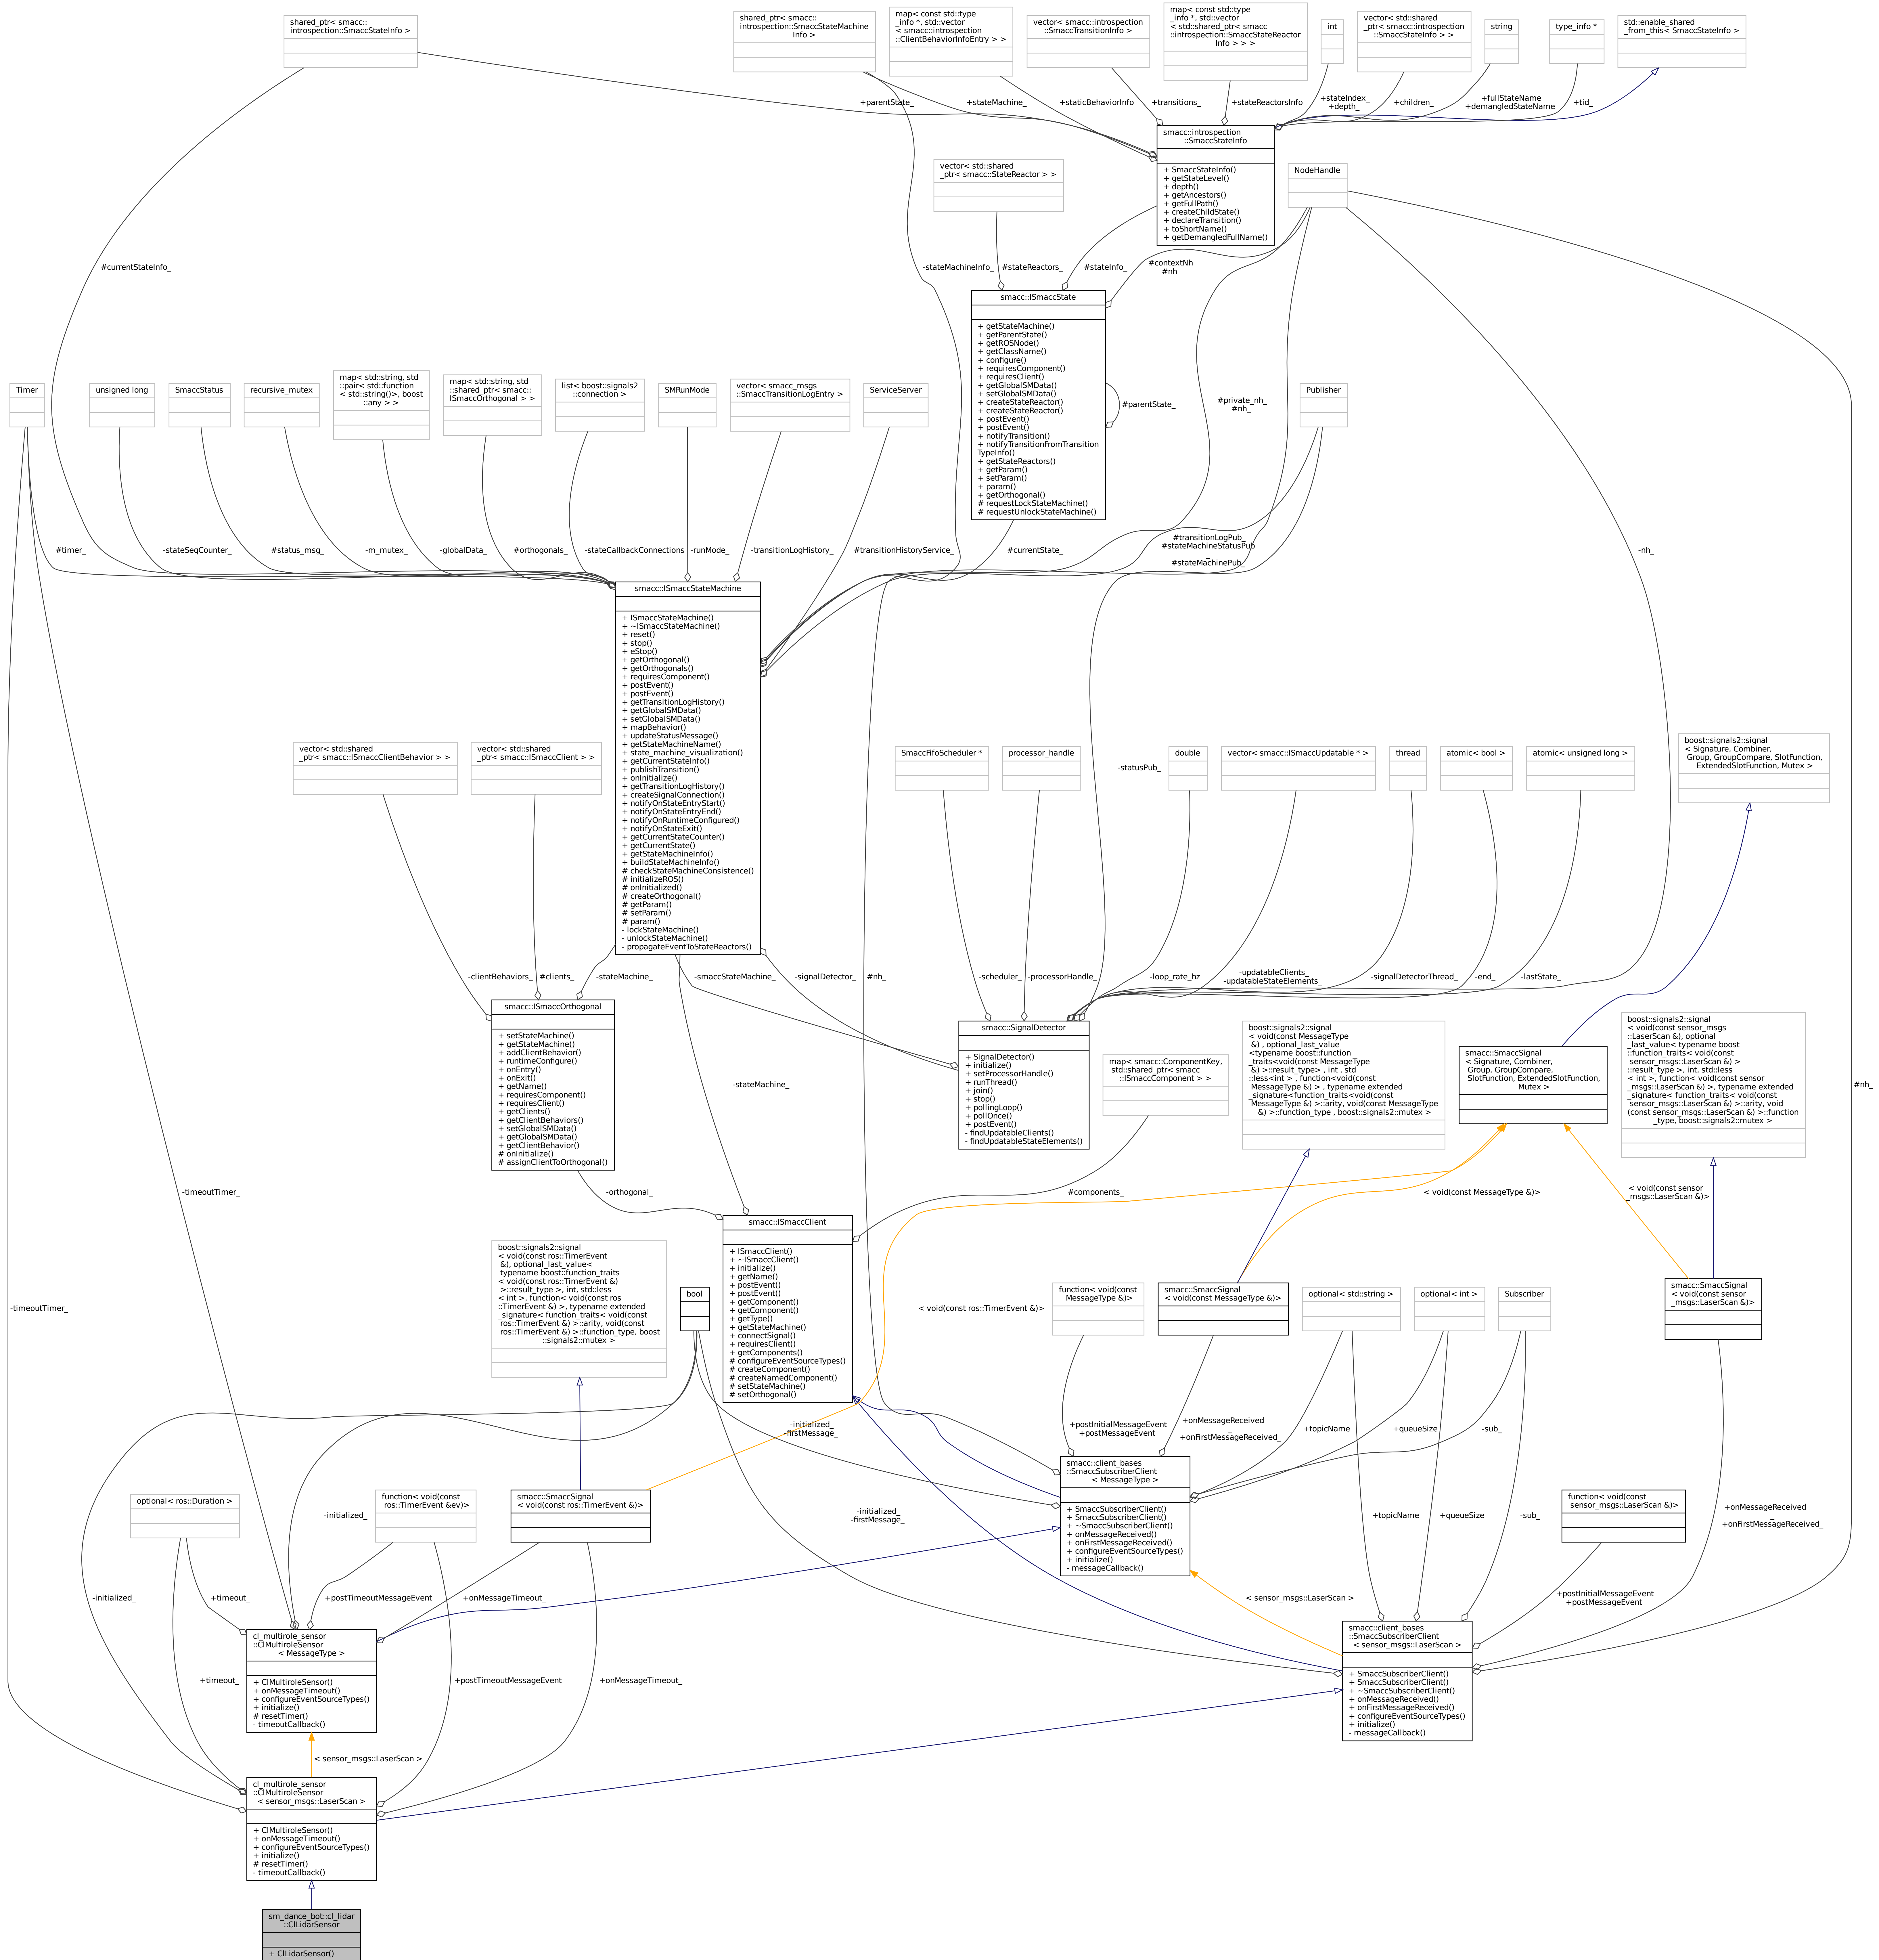 shared_ptr< smacc::
introspection::SmaccStateInfo >
shared_ptr< smacc::
introspection::SmaccStateMachine
Info >
map< const std::type
_info *, std::vector
< smacc::introspection
::ClientBehaviorInfoEntry > >
vector< smacc::introspection
::SmaccTransitionInfo >
map< const std::type
_info *, std::vector
< std::shared_ptr< smacc
::introspection::SmaccStateReactor
Info > > >
int
vector< std::shared
_ptr< smacc::introspection
::SmaccStateInfo > >
string
type_info *
std::enable_shared
_from_this< SmaccStateInfo >
+parentState_
+stateMachine_
+staticBehaviorInfo
+transitions_
+stateReactorsInfo
+stateIndex_
+depth_
+children_
+fullStateName
+demangledStateName
+tid_
smacc::introspection
::SmaccStateInfo
+ SmaccStateInfo()
+ getStateLevel()
+ depth()
+ getAncestors()
+ getFullPath()
+ createChildState()
+ declareTransition()
+ toShortName()
+ getDemangledFullName()
vector< std::shared
_ptr< smacc::StateReactor > >
NodeHandle
#currentStateInfo_
-stateMachineInfo_
#stateReactors_
#stateInfo_
#contextNh
#nh
smacc::ISmaccState
+ getStateMachine()
+ getParentState()
+ getROSNode()
+ getClassName()
+ configure()
+ requiresComponent()
+ requiresClient()
+ getGlobalSMData()
+ setGlobalSMData()
+ createStateReactor()
+ createStateReactor()
+ postEvent()
+ postEvent()
+ notifyTransition()
+ notifyTransitionFromTransition
TypeInfo()
+ getStateReactors()
+ getParam()
+ setParam()
+ param()
+ getOrthogonal()
# requestLockStateMachine()
# requestUnlockStateMachine()
#parentState_
#private_nh_
#nh_
Timer
unsigned long
SmaccStatus
recursive_mutex
map< std::string, std
::pair< std::function
< std::string()>, boost
::any > >
map< std::string, std
::shared_ptr< smacc::
ISmaccOrthogonal > >
list< boost::signals2
::connection >
SMRunMode
vector< smacc_msgs
::SmaccTransitionLogEntry >
ServiceServer
Publisher
#timer_
-stateSeqCounter_
#status_msg_
-m_mutex_
-globalData_
#orthogonals_
-stateCallbackConnections
-runMode_
-transitionLogHistory_
#transitionHistoryService_
#currentState_
#transitionLogPub_
#stateMachineStatusPub
_
#stateMachinePub_
-nh_
smacc::ISmaccStateMachine
+ ISmaccStateMachine()
+ ~ISmaccStateMachine()
+ reset()
+ stop()
+ eStop()
+ getOrthogonal()
+ getOrthogonals()
+ requiresComponent()
+ postEvent()
+ postEvent()
+ getTransitionLogHistory()
+ getGlobalSMData()
+ setGlobalSMData()
+ mapBehavior()
+ updateStatusMessage()
+ getStateMachineName()
+ state_machine_visualization()
+ getCurrentStateInfo()
+ publishTransition()
+ onInitialize()
+ getTransitionLogHistory()
+ createSignalConnection()
+ notifyOnStateEntryStart()
+ notifyOnStateEntryEnd()
+ notifyOnRuntimeConfigured()
+ notifyOnStateExit()
+ getCurrentStateCounter()
+ getCurrentState()
+ getStateMachineInfo()
+ buildStateMachineInfo()
# checkStateMachineConsistence()
# initializeROS()
# onInitialized()
# createOrthogonal()
# getParam()
# setParam()
# param()
- lockStateMachine()
- unlockStateMachine()
- propagateEventToStateReactors()
vector< std::shared
_ptr< smacc::ISmaccClientBehavior > >
vector< std::shared
_ptr< smacc::ISmaccClient > >
SmaccFifoScheduler *
processor_handle
-statusPub_
double
vector< smacc::ISmaccUpdatable * >
thread
atomic< bool >
atomic< unsigned long >
boost::signals2::signal
< Signature, Combiner,
Group, GroupCompare, SlotFunction,
ExtendedSlotFunction, Mutex >
-clientBehaviors_
#clients_
-stateMachine_
-smaccStateMachine_
-signalDetector_
#nh_
-scheduler_
-processorHandle_
-loop_rate_hz
-updatableClients_
-updatableStateElements_
-signalDetectorThread_
-end_
-lastState_
smacc::ISmaccOrthogonal
+ setStateMachine()
+ getStateMachine()
+ addClientBehavior()
+ runtimeConfigure()
+ onEntry()
+ onExit()
+ getName()
+ requiresComponent()
+ requiresClient()
+ getClients()
+ getClientBehaviors()
+ setGlobalSMData()
+ getGlobalSMData()
+ getClientBehavior()
# onInitialize()
# assignClientToOrthogonal()
smacc::SignalDetector
+ SignalDetector()
+ initialize()
+ setProcessorHandle()
+ runThread()
+ join()
+ stop()
+ pollingLoop()
+ pollOnce()
+ postEvent()
- findUpdatableClients()
- findUpdatableStateElements()
map< smacc::ComponentKey,
std::shared_ptr< smacc
::ISmaccComponent > >
boost::signals2::signal
< void(const MessageType
&) , optional_last_value
<typename boost::function
_traits<void(const MessageType
&) >::result_type> , int , std
::less<int > , function<void(const
MessageType &) > , typename extended
_signature<function_traits<void(const
MessageType &) >::arity, void(const MessageType
&) >::function_type , boost::signals2::mutex >
smacc::SmaccSignal
< Signature, Combiner,
Group, GroupCompare,
SlotFunction, ExtendedSlotFunction,
Mutex >
boost::signals2::signal
< void(const sensor_msgs
::LaserScan &), optional
_last_value< typename boost
::function_traits< void(const
sensor_msgs::LaserScan &) >
::result_type >, int, std::less
< int >, function< void(const sensor
_msgs::LaserScan &) >, typename extended
_signature< function_traits< void(const
sensor_msgs::LaserScan &) >::arity, void
(const sensor_msgs::LaserScan &) >::function
_type, boost::signals2::mutex >
#nh_
-stateMachine_
-timeoutTimer_
-orthogonal_
#components_
< void(const MessageType &)>
< void(const sensor
_msgs::LaserScan &)>
smacc::ISmaccClient
+ ISmaccClient()
+ ~ISmaccClient()
+ initialize()
+ getName()
+ postEvent()
+ postEvent()
+ getComponent()
+ getComponent()
+ getType()
+ getStateMachine()
+ connectSignal()
+ requiresClient()
+ getComponents()
# configureEventSourceTypes()
# createComponent()
# createNamedComponent()
# setStateMachine()
# setOrthogonal()
boost::signals2::signal
< void(const ros::TimerEvent
&), optional_last_value<
typename boost::function_traits
< void(const ros::TimerEvent &)
>::result_type >, int, std::less
< int >, function< void(const ros
::TimerEvent &) >, typename extended
_signature< function_traits< void(const
ros::TimerEvent &) >::arity, void(const
ros::TimerEvent &) >::function_type, boost
::signals2::mutex >
bool
-timeoutTimer_
< void(const ros::TimerEvent &)>
function< void(const
MessageType &)>
smacc::SmaccSignal
< void(const MessageType &)>
optional< std::string >
optional< int >
Subscriber
smacc::SmaccSignal
< void(const sensor
_msgs::LaserScan &)>
-initialized_
-firstMessage_
+postInitialMessageEvent
+postMessageEvent
+onMessageReceived
_
+onFirstMessageReceived_
+topicName
+queueSize
-sub_
smacc::client_bases
::SmaccSubscriberClient
< MessageType >
+ SmaccSubscriberClient()
+ SmaccSubscriberClient()
+ ~SmaccSubscriberClient()
+ onMessageReceived()
+ onFirstMessageReceived()
+ configureEventSourceTypes()
+ initialize()
- messageCallback()
optional< ros::Duration >
function< void(const
ros::TimerEvent &ev)>
smacc::SmaccSignal
< void(const ros::TimerEvent &)>
function< void(const
sensor_msgs::LaserScan &)>
-initialized_
-initialized_
-firstMessage_
+topicName
+queueSize
-sub_
+onMessageReceived
_
+onFirstMessageReceived_
-initialized_
+timeout_
+postTimeoutMessageEvent
+onMessageTimeout_
< sensor_msgs::LaserScan >
+postInitialMessageEvent
+postMessageEvent
cl_multirole_sensor
::ClMultiroleSensor
< MessageType >
+ ClMultiroleSensor()
+ onMessageTimeout()
+ configureEventSourceTypes()
+ initialize()
# resetTimer()
- timeoutCallback()
+timeout_
+postTimeoutMessageEvent
+onMessageTimeout_
smacc::client_bases
::SmaccSubscriberClient
< sensor_msgs::LaserScan >
+ SmaccSubscriberClient()
+ SmaccSubscriberClient()
+ ~SmaccSubscriberClient()
+ onMessageReceived()
+ onFirstMessageReceived()
+ configureEventSourceTypes()
+ initialize()
- messageCallback()
< sensor_msgs::LaserScan >
cl_multirole_sensor
::ClMultiroleSensor
< sensor_msgs::LaserScan >
+ ClMultiroleSensor()
+ onMessageTimeout()
+ configureEventSourceTypes()
+ initialize()
# resetTimer()
- timeoutCallback()
sm_dance_bot::cl_lidar
::ClLidarSensor
+ ClLidarSensor()